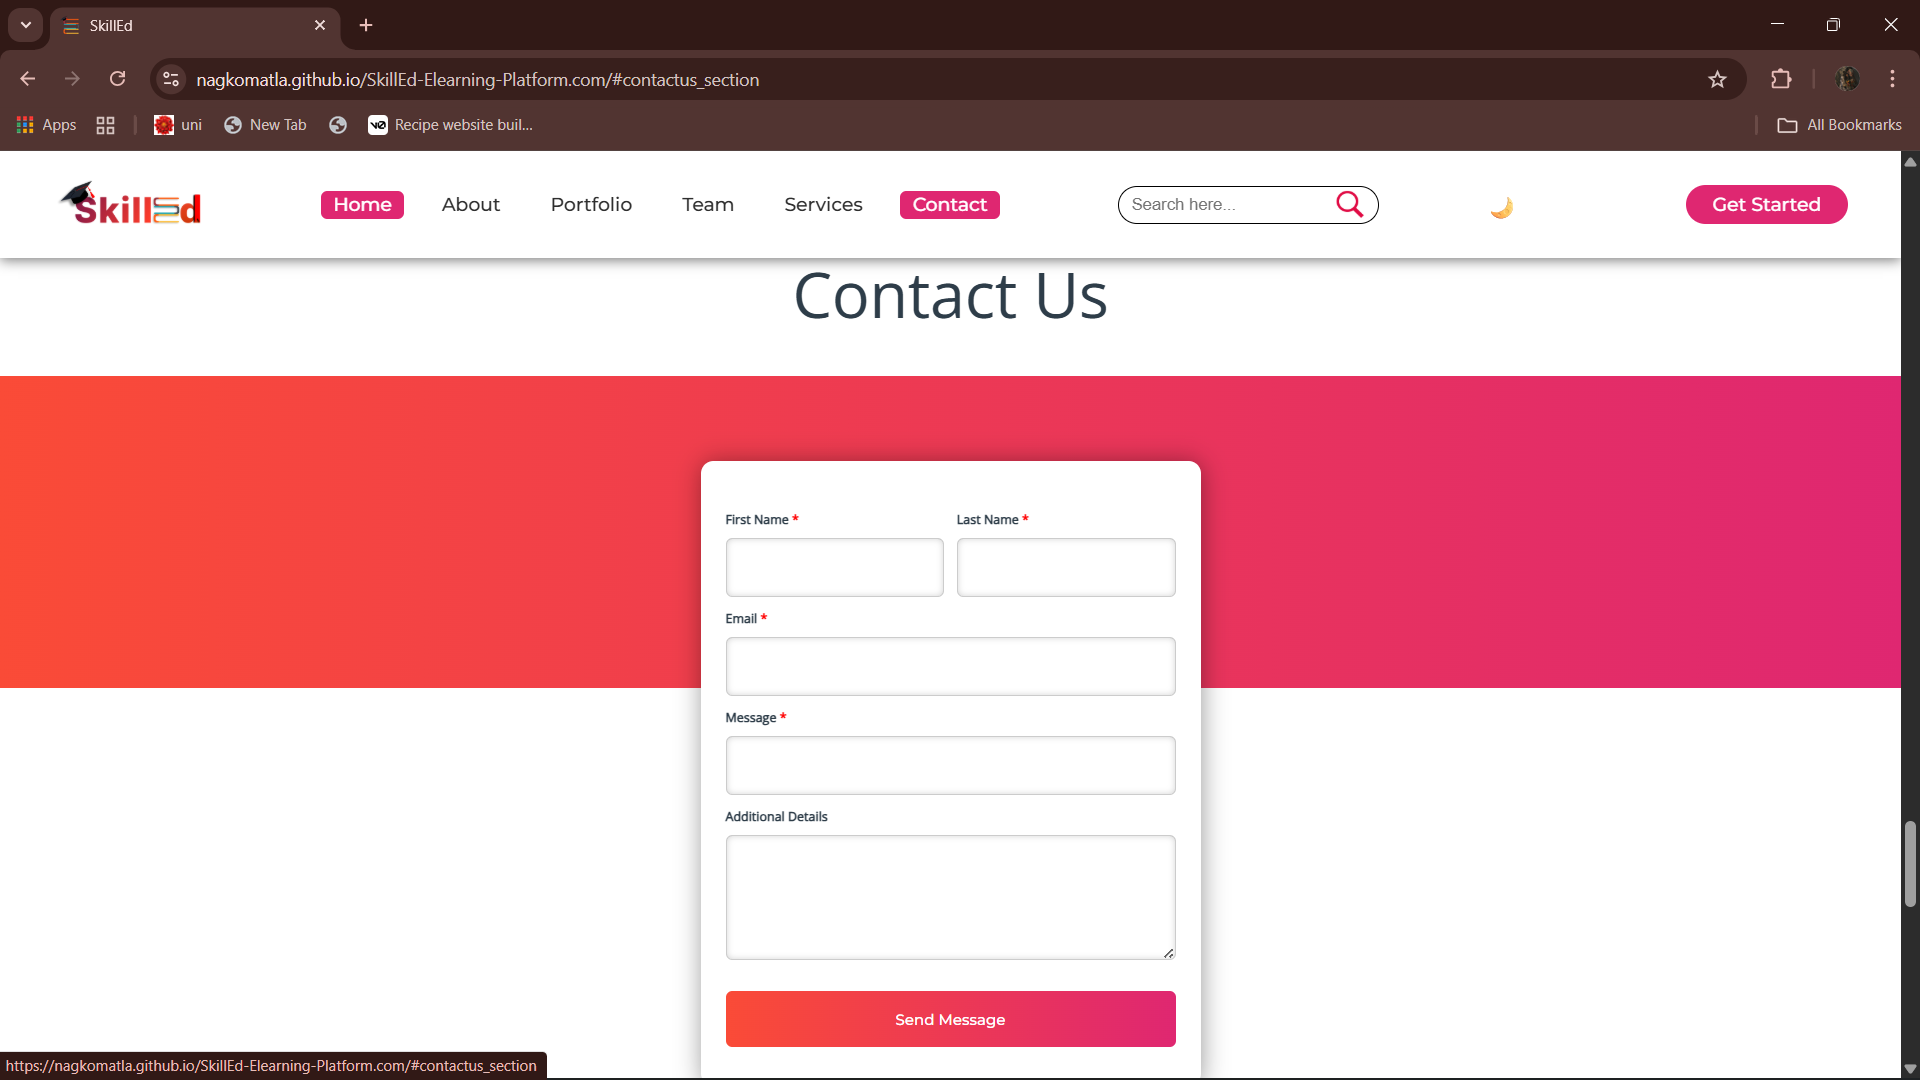 SkillEd
nagkomatla.github.io/SkillEd-Elearning-Platform.com/#contactus_section
Apps
uni
New Tab
Recipe website buil...
All Bookmarks
SkillEd
Home
About
Portfolio
Team
Services
Contact
Search here...
Get Started
Contact Us
First Name *
Last Name *
Email *
Message *
Additional Details
Send Message
https://nagkomatla.github.io/SkillEd-Elearning-Platform.com/#contactus_section